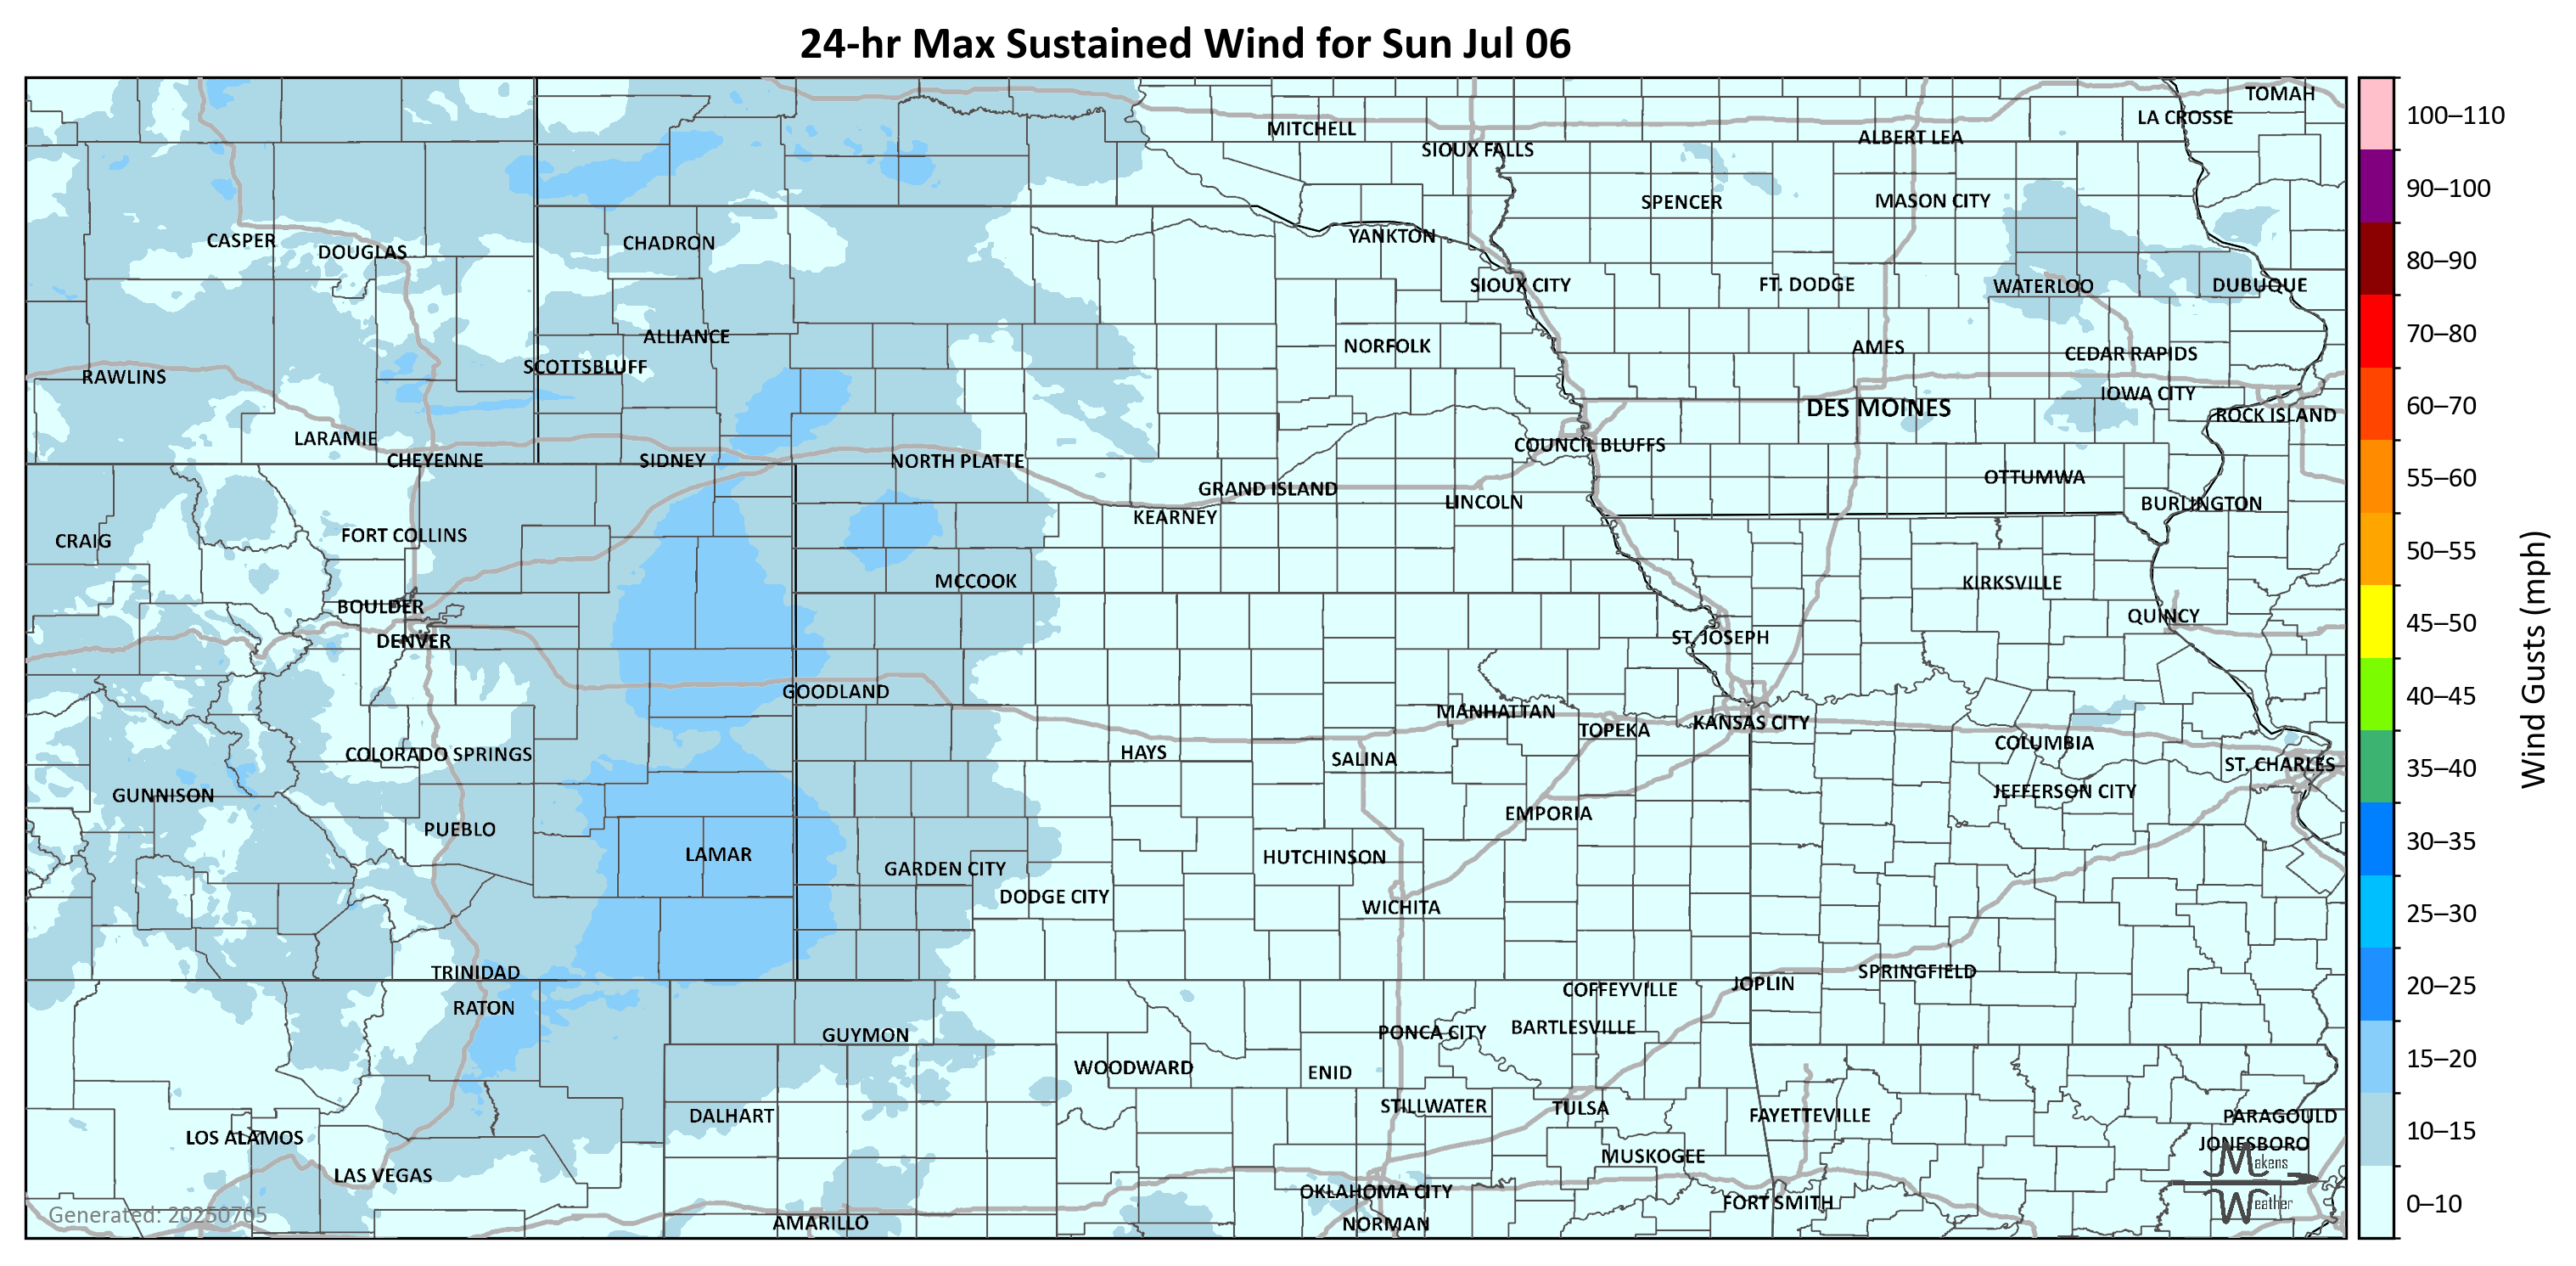 24-hr Max Sustained Wind for Sun Jul 06
TOMAH
LA CROSSE
MITCHELL
ALBERT LEA
SIOUX FALLS
SPENCER
MASON CITY
CASPER
DOUGLAS
CHADRON
YANKTON
SIOUX CITY
FT. DODGE
WATERLOO
DUBUQUE
ALLIANCE
NORFOLK
AMES
CEDAR RAPIDS
SCOTTSBLUFF
RAWLINS
IOWA CITY
DES MOINES
ROCK ISLAND
LARAMIE
COUNCIL BLUFFS
CHEYENNE
SIDNEY
NORTH PLATTE
OTTUMWA
GRAND ISLAND
LINCOLN
BURLINGTON
KEARNEY
FORT COLLINS
CRAIG
MCCOOK
KIRKSVILLE
BOULDER
QUINCY
DENVER
ST. JOSEPH
GOODLAND
MANHATTAN
KANSAS CITY
TOPEKA
COLUMBIA
COLORADO SPRINGS
HAYS
SALINA
ST. CHARLES
GUNNISON
JEFFERSON CITY
EMPORIA
PUEBLO
LAMAR
HUTCHINSON
GARDEN CITY
DODGE CITY
WICHITA
TRINIDAD
SPRINGFIELD
JOPLIN
COFFEYVILLE
RATON
BARTLESVILLE
PONCA CITY
GUYMON
WOODWARD
ENID
STILLWATER
TULSA
DALHART
FAYETTEVILLE
PARAGOULD
LOS ALAMOS
JONESBORO
MUSKOGEE
LAS VEGAS
OKLAHOMA CITY
FORT SMITH
AMARILLO
NORMAN
Generated: 20250705
Makens
Weather
100–110
90–100
80–90
70–80
60–70
55–60
50–55
45–50
40–45
35–40
30–35
25–30
20–25
15–20
10–15
0–10
Wind Gusts (mph)